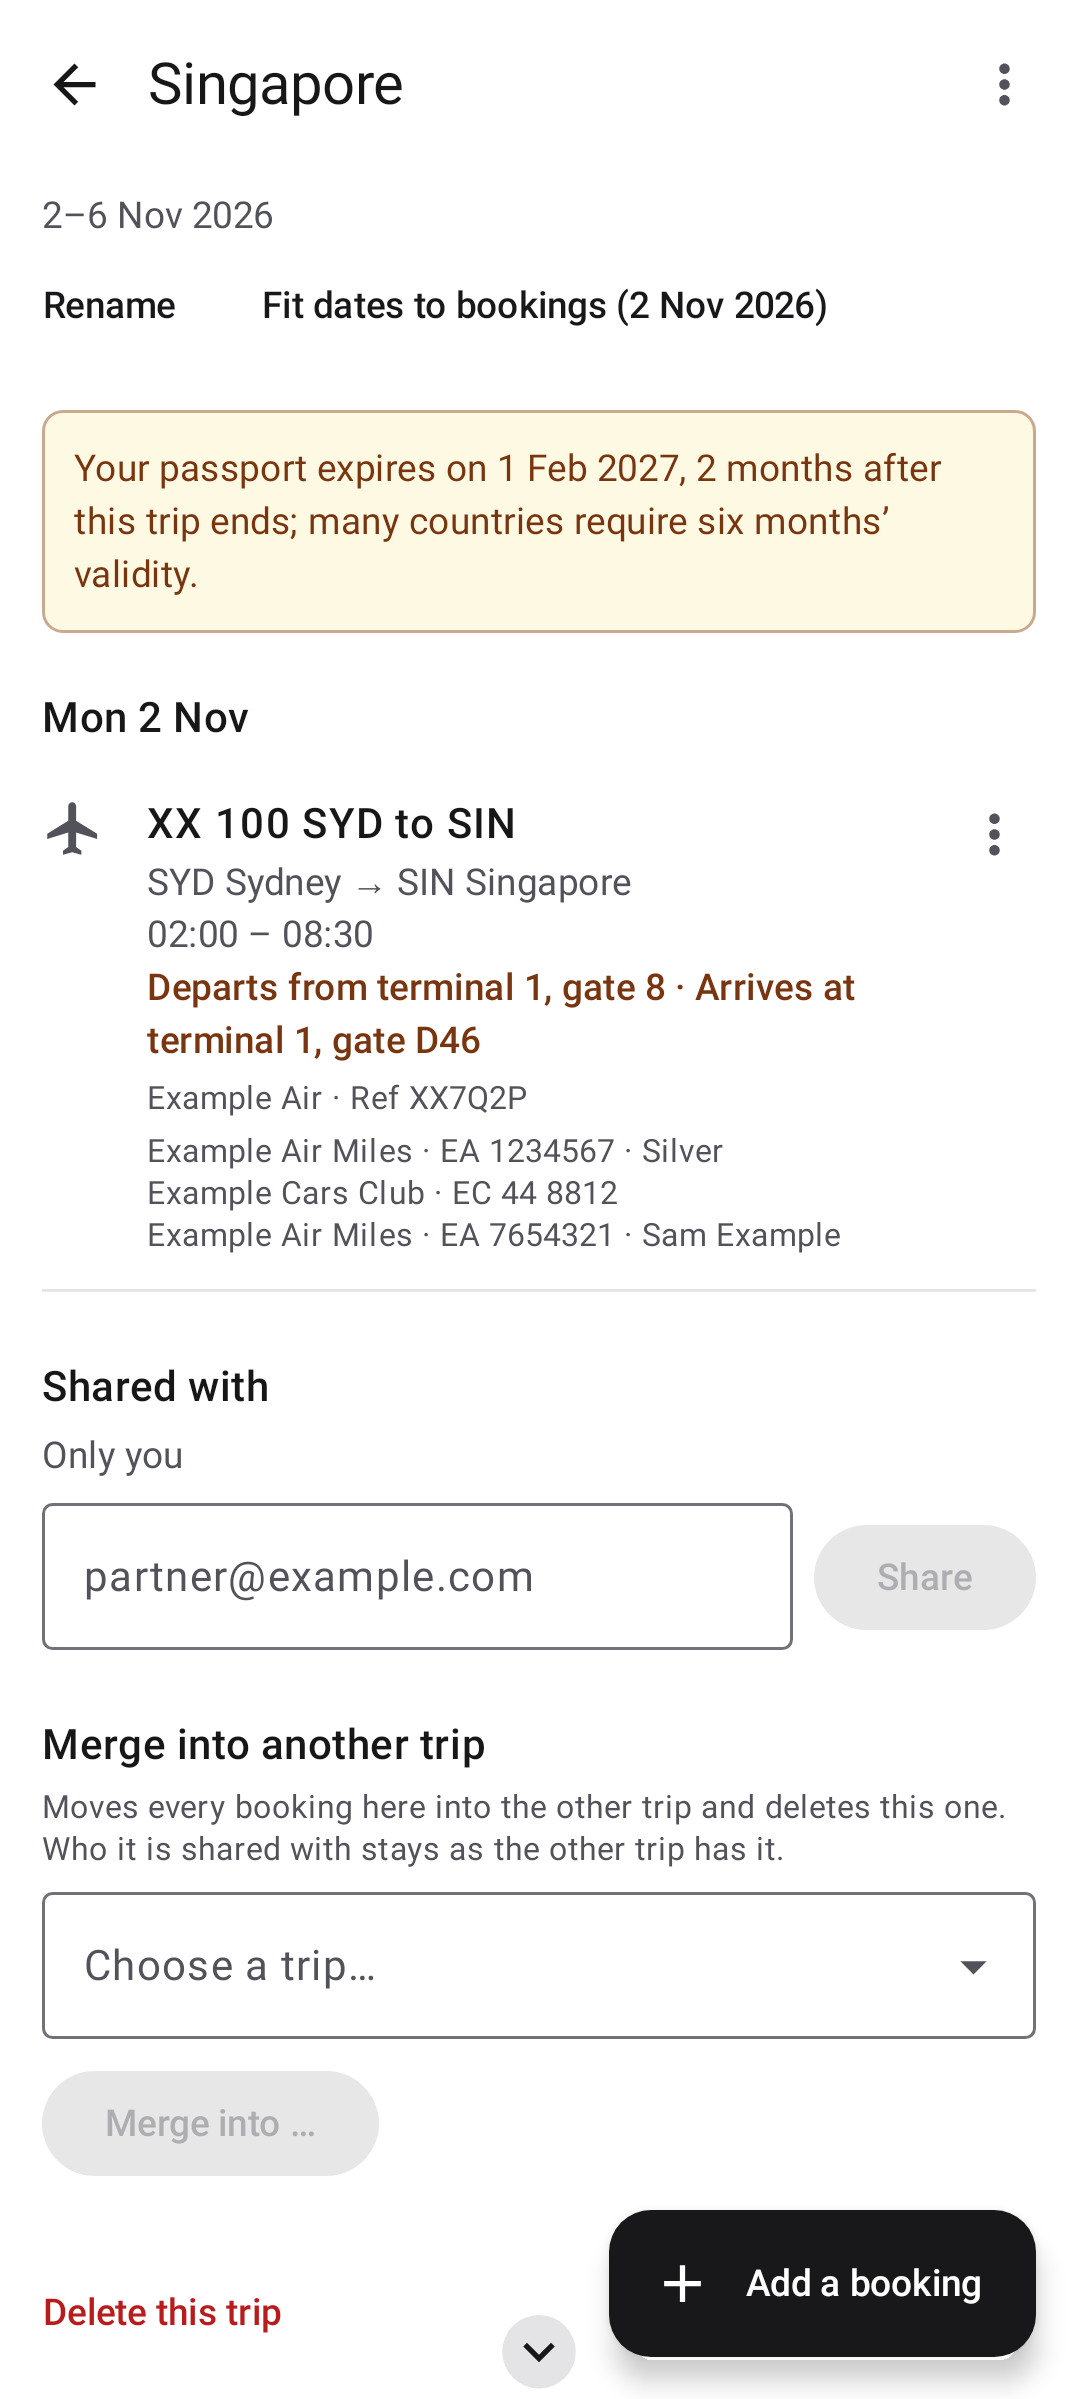 Singapore
2–6 Nov 2026
Rename
Fit dates to bookings (2 Nov 2026)
Your passport expires on 1 Feb 2027, 2 months after
this trip ends; many countries require six months’
validity.
Mon 2 Nov
XX 100 SYD to SIN
SYD Sydney → SIN Singapore
02:00 – 08:30
Departs from terminal 1, gate 8 · Arrives at
terminal 1, gate D46
Example Air · Ref XX7Q2P
Example Air Miles · EA 1234567 · Silver
Example Cars Club · EC 44 8812
Example Air Miles · EA 7654321 · Sam Example
Shared with
Only you
partner@example.com
Share
Merge into another trip
Moves every booking here into the other trip and deletes this one.
Who it is shared with stays as the other trip has it.
Choose a trip…
Merge into …
Add a booking
Delete this trip